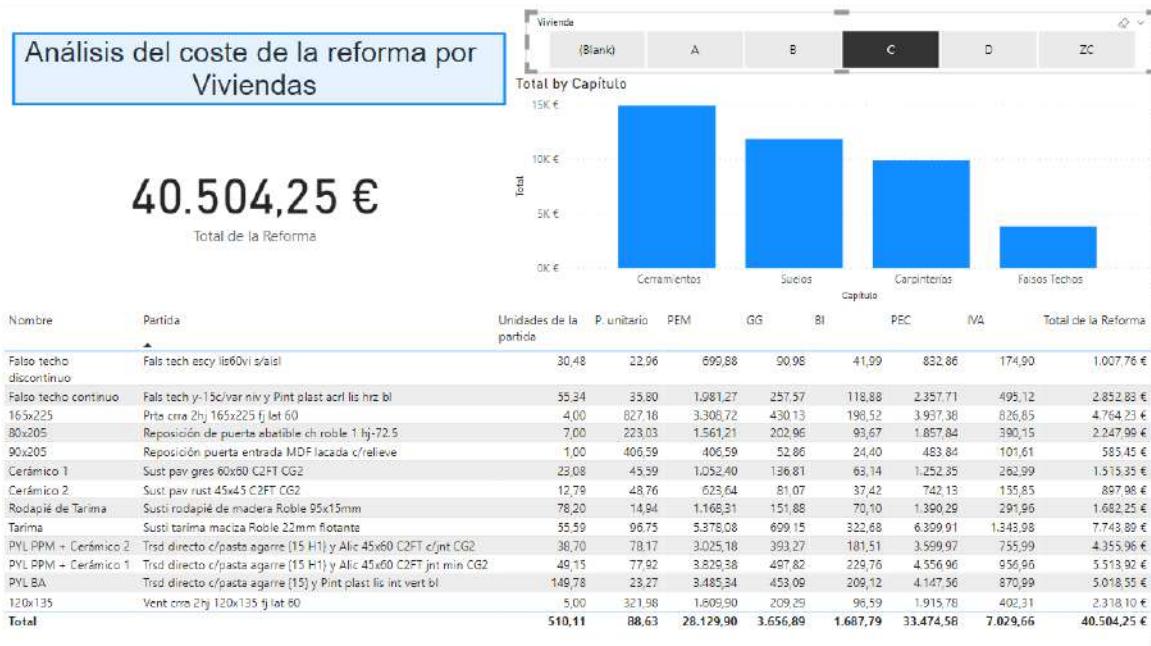 Análisis del coste de la reforma por
Viviendas
40.504,25 €
Total de la Reforma
Vivienda
(Blank) A B C D ZC
Total by Capítulo
15K €
10K €
5K €
0K €
Total
Cerramientos Suelos Carpinterías Falsos Techos
Capítulo
Nombre Partida Unidades de la partida P. unitario PEM GG BI PEC IVA Total de la Reforma
Falso techo discontinuo Fals tech escy lis60vi s/aisl 30,48 22,96 699,88 90,98 41,99 832,86 174,90 1.007,76 €
Falso techo continuo Fals tech y-15c/var niv y Pint plast acrl lis hrz bl 55,34 35,80 1.981,27 257,57 118,88 2.357,71 495,12 2.852,83 €
165x225 Prta crra 2hj 165x225 fj lat 60 4,00 827,18 3.308,72 430,13 198,52 3.937,38 826,85 4.764,23 €
80x205 Reposición de puerta abatible ch roble 1 hj-72.5 7,00 223,03 1.561,21 202,96 93,67 1.857,84 390,15 2.247,99 €
90x205 Reposición puerta entrada MDF lacada c/relieve 1,00 406,59 406,59 52,86 24,40 483,84 101,61 585,45 €
Cerámico 1 Sust pav gres 60x60 C2FT CG2 23,08 45,59 1.052,40 136,81 63,14 1.252,35 262,99 1.515,35 €
Cerámico 2 Sust pav rust 45x45 C2FT CG2 12,79 48,76 623,64 81,07 37,42 742,13 155,85 897,98 €
Rodapié de Tarima Susti rodapié de madera Roble 95x15mm 78,20 14,94 1.168,31 151,88 70,10 1.390,29 291,96 1.682,25 €
Tarima Susti tarima maciza Roble 22mm flotante 55,59 96,75 5.378,08 699,15 322,68 6.399,91 1.343,98 7.743,89 €
PYL PPM + Cerámico 2 Trsd directo c/pasta agarre (15 H1) y Alic 45x60 C2FT c/jnt CG2 38,70 78,17 3.025,18 393,27 181,51 3.599,97 755,99 4.355,96 €
PYL PPM + Cerámico 1 Trsd directo c/pasta agarre (15 H1) y Alic 45x60 C2FT jnt min CG2 49,15 77,92 3.829,38 497,82 229,76 4.556,96 956,96 5.513,92 €
PYL BA Trsd directo c/pasta agarre (15) y Pint plast lis int vert bl 149,78 23,27 3.485,34 453,09 209,12 4.147,56 870,99 5.018,55 €
120x135 Vent crra 2hj 120x135 fj lat 60 5,00 321,98 1.609,90 209,29 96,59 1.915,78 402,31 2.318,10 €
Total 510,11 88,63 28.129,90 3.656,89 1.687,79 33.474,58 7.029,66 40.504,25 €